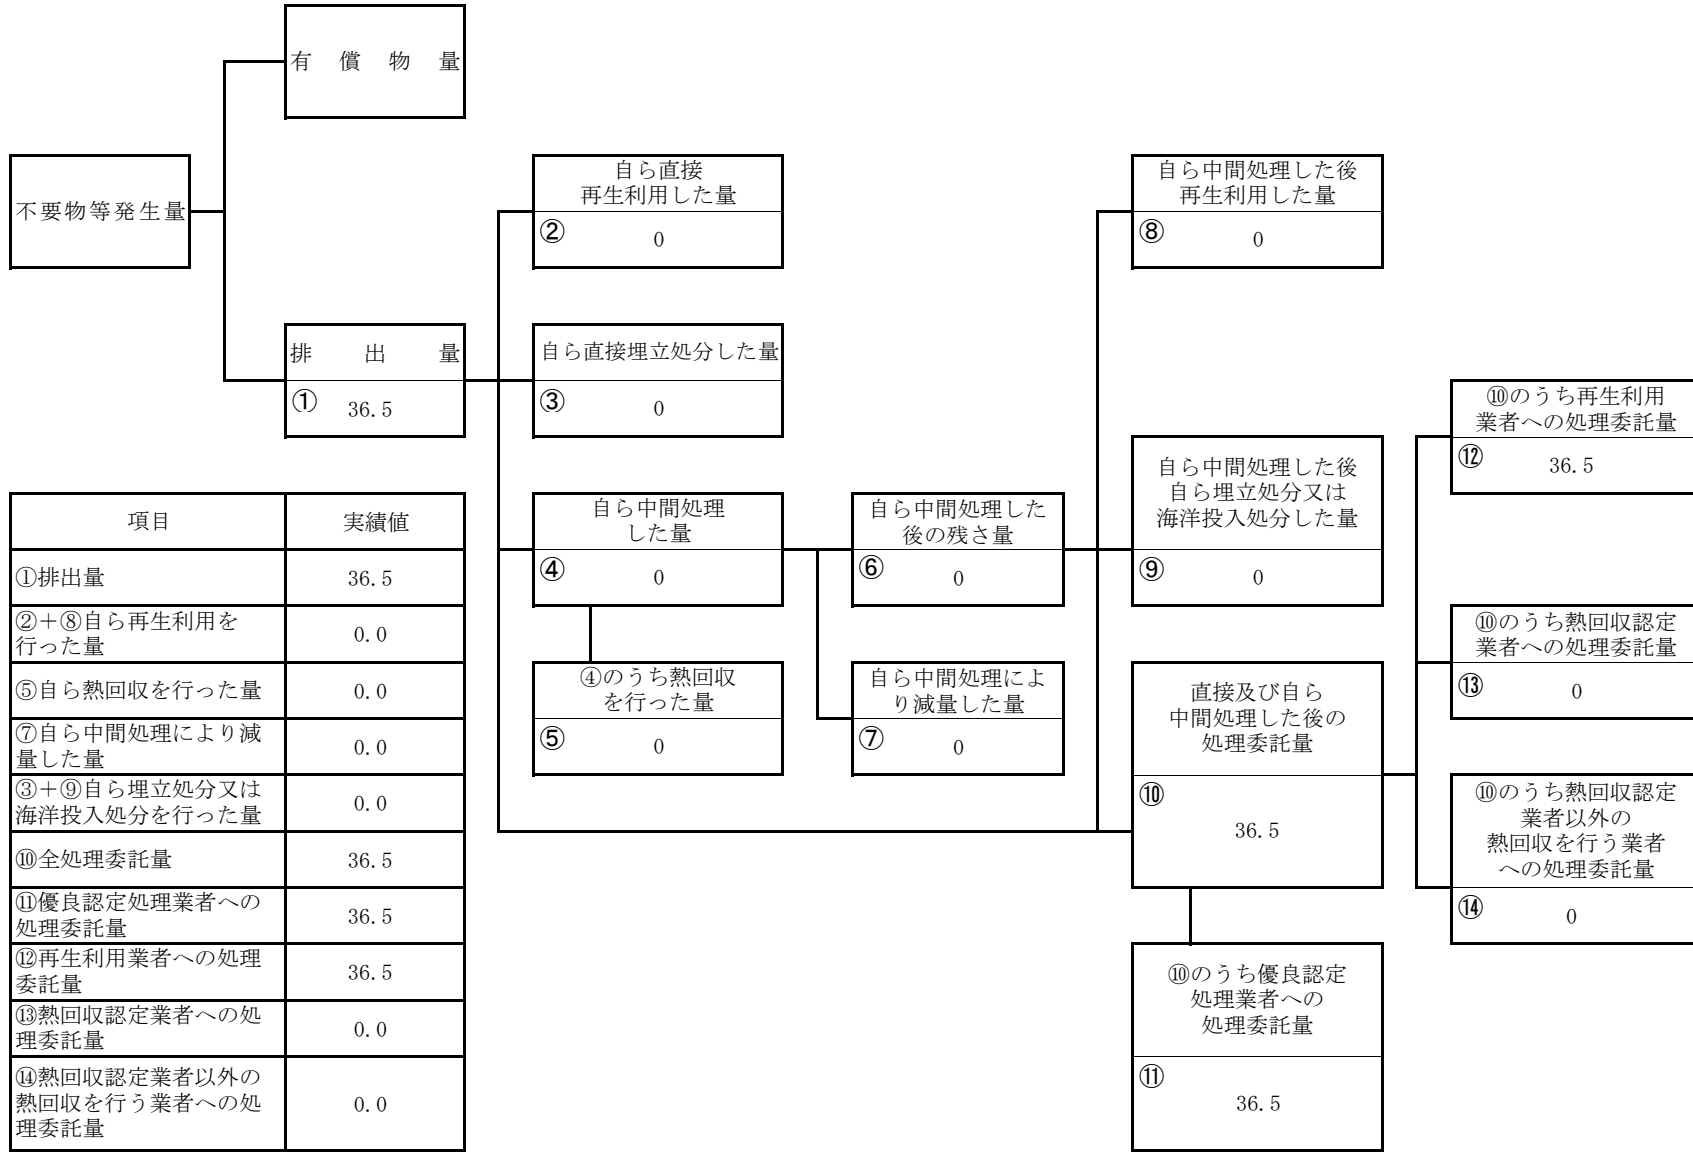 有償物量
不要物等発生量
排出量
① 36.5
自ら直接
再生利用した量
② 0
自ら直接埋立処分した量
③ 0
自ら中間処理
した量
④ 0
④のうち熱回収
を行った量
⑤ 0
自ら中間処理した
後の残さ量
⑥ 0
自ら中間処理によ
り減量した量
⑦ 0
自ら中間処理した後
再生利用した量
⑧ 0
自ら中間処理した後
自ら埋立処分又は
海洋投入処分した量
⑨ 0
直接及び自ら
中間処理した後の
処理委託量
⑩
36.5
⑩のうち優良認定
処理業者への
処理委託量
⑪
36.5
⑩のうち再生利用
業者への処理委託量
⑫ 36.5
⑩のうち熱回収認定
業者への処理委託量
⑬ 0
⑩のうち熱回収認定
業者以外の
熱回収を行う業者
への処理委託量
⑭ 0
項目 実績値
①排出量 36.5
②＋⑧自ら再生利用を
行った量 0.0
⑤自ら熱回収を行った量 0.0
⑦自ら中間処理により減
量した量 0.0
③＋⑨自ら埋立処分又は
海洋投入処分を行った量 0.0
⑩全処理委託量 36.5
⑪優良認定処理業者への
処理委託量 36.5
⑫再生利用業者への処理
委託量 36.5
⑬熱回収認定業者への処
理委託量 0.0
⑭熱回収認定業者以外の
熱回収を行う業者への処
理委託量 0.0